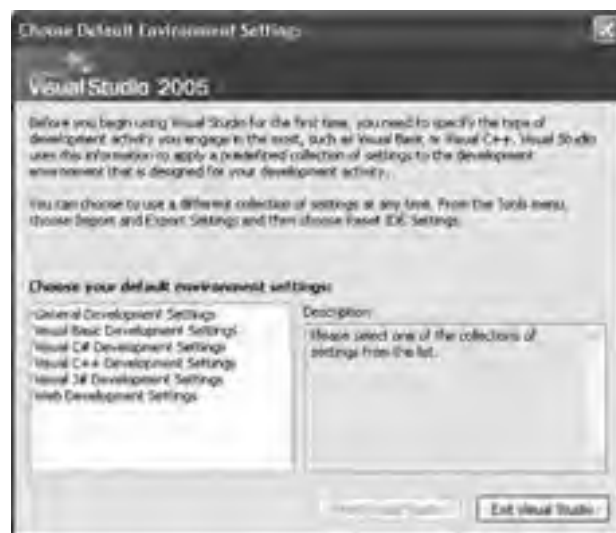 Choose Default Environment Settings
Visual Studio 2005
Before you begin using Visual Studio for the first time, you need to specify the type of
development activity you engage in the most, such as Visual Basic or Visual C++. Visual Studio
uses this information to apply a predefined collection of settings to the development
environment that is designed for your development activity.
You can choose to use a different collection of settings at any time. From the Tools menu,
choose Import and Export Settings and then choose Reset IDE Settings.
Choose your default environment settings:
General Development Settings
Visual Basic Development Settings
Visual C# Development Settings
Visual C++ Development Settings
Visual J# Development Settings
Web Development Settings
Description:
Please select one of the collections of
settings from the list.
Exit Visual Studio